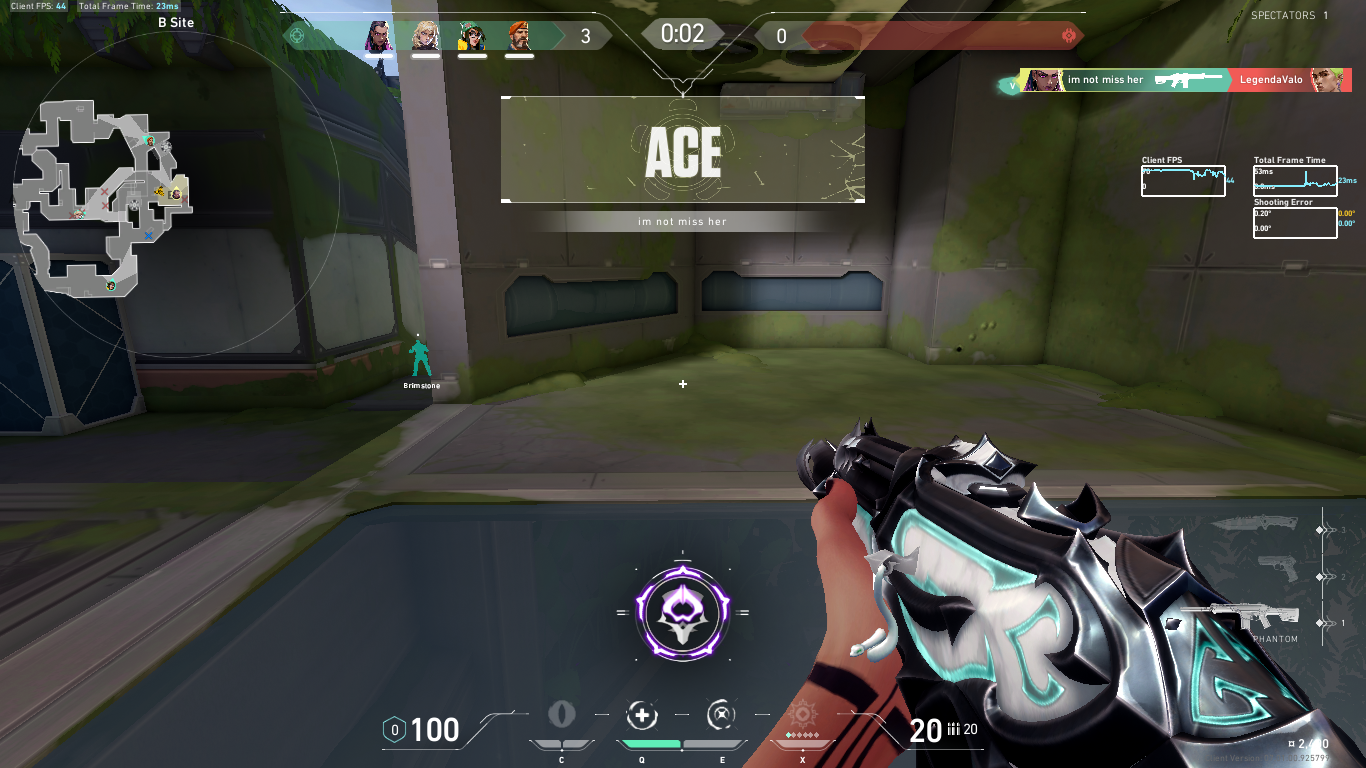 Client FPS: 44 Total Frame Time: 23ms
B Site
3
0:02
0
SPECTATORS 1
V im not miss her LegendaValo
ACE
im not miss her
Client FPS
0
44
Total Frame Time
53ms
23ms
Shooting Error
0.20°
0.00°
0.00°
0.00°
Brimstone
3
2
1
PHANTOM
0 100
20 20
C
Q
E
X